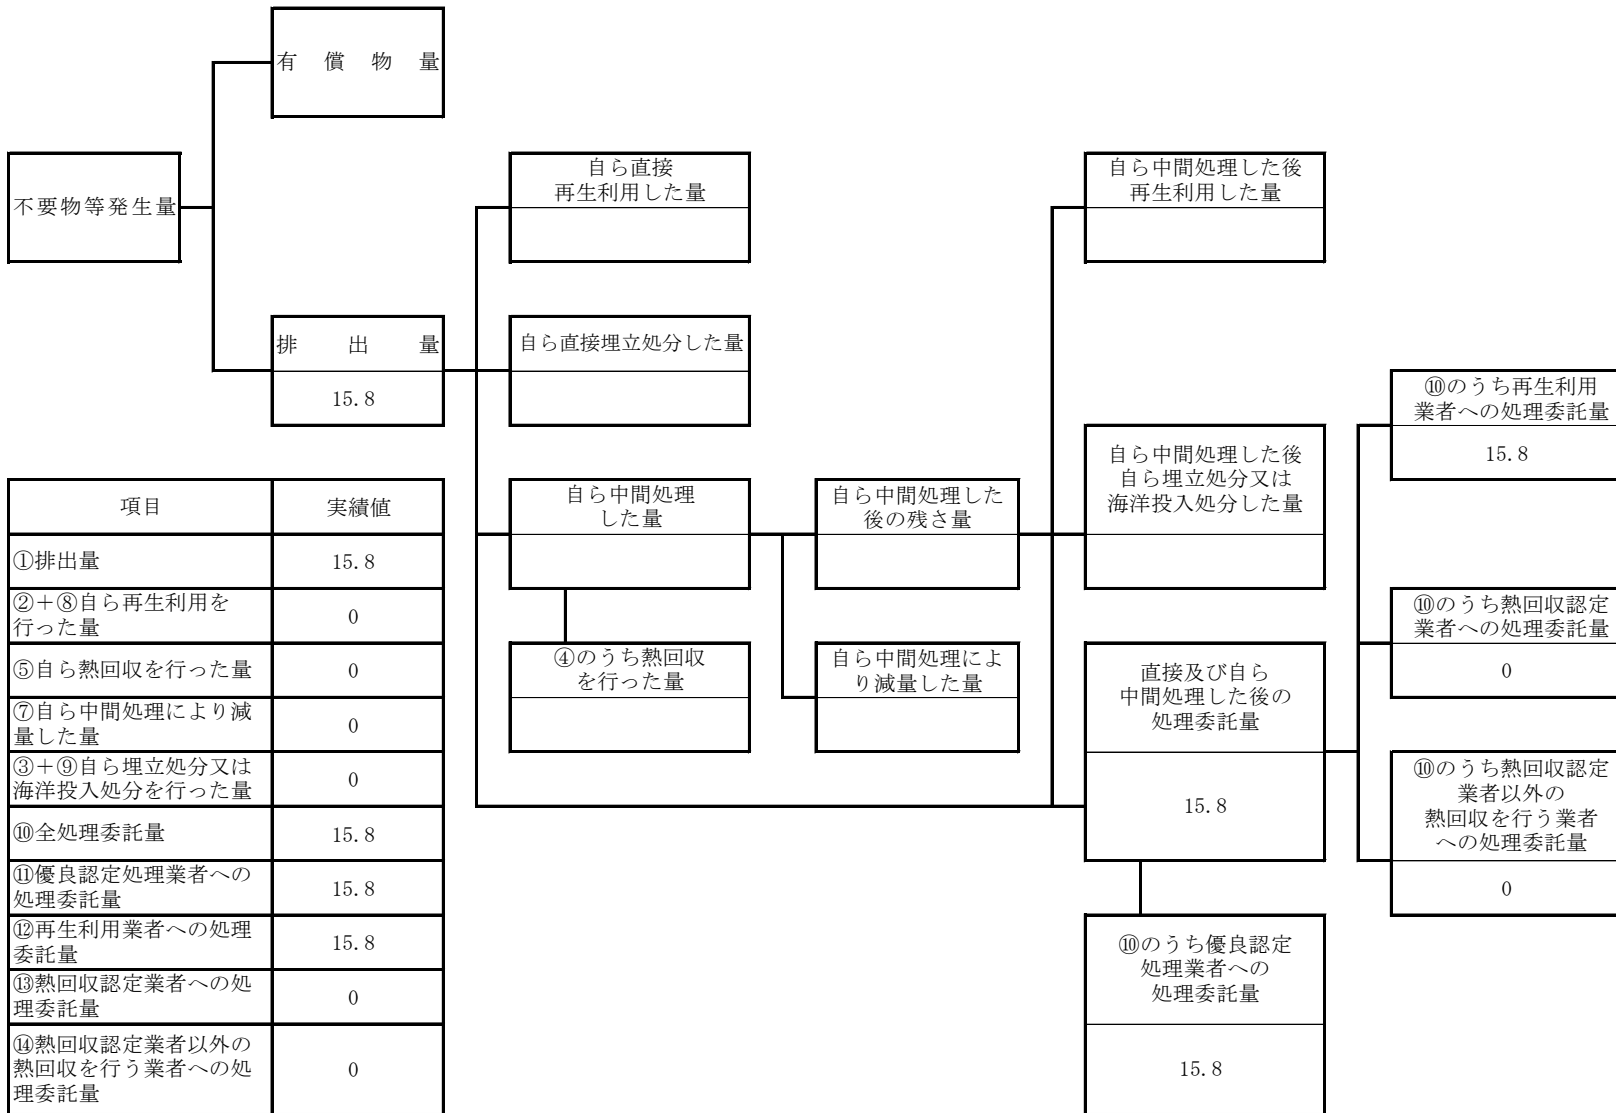 有償物量
不要物等発生量
排出量
15.8
自ら直接
再生利用した量
自ら直接埋立処分した量
自ら中間処理
した量
④のうち熱回収
を行った量
自ら中間処理した
後の残さ量
自ら中間処理によ
り減量した量
自ら中間処理した後
再生利用した量
自ら中間処理した後
自ら埋立処分又は
海洋投入処分した量
直接及び自ら
中間処理した後の
処理委託量
15.8
⑩のうち優良認定
処理業者への
処理委託量
15.8
⑩のうち再生利用
業者への処理委託量
15.8
⑩のうち熱回収認定
業者への処理委託量
0
⑩のうち熱回収認定
業者以外の
熱回収を行う業者
への処理委託量
0
項目 実績値
①排出量 15.8
②+⑧自ら再生利用を
行った量 0
⑤自ら熱回収を行った量 0
⑦自ら中間処理により減
量した量 0
③+⑨自ら埋立処分又は
海洋投入処分を行った量 0
⑩全処理委託量 15.8
⑪優良認定処理業者への
処理委託量 15.8
⑫再生利用業者への処理
委託量 15.8
⑬熱回収認定業者への処
理委託量 0
⑭熱回収認定業者以外の
熱回収を行う業者への処
理委託量 0